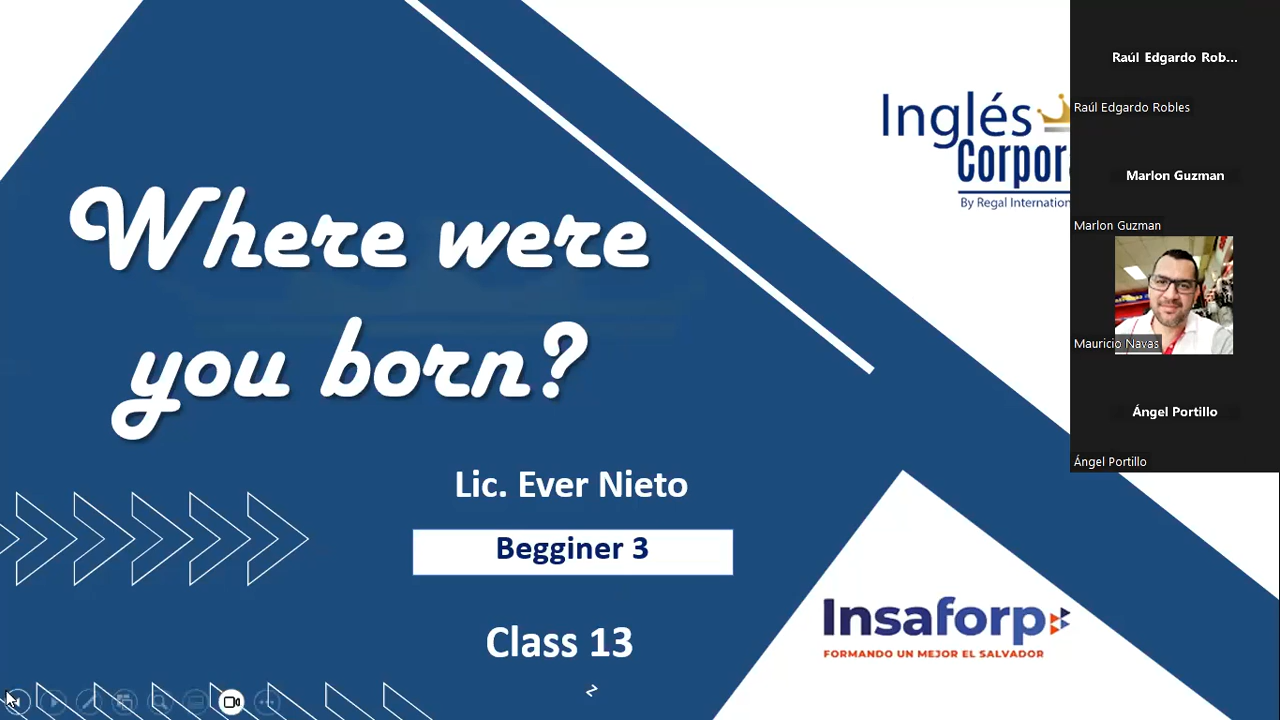 Where were
you born?
Lic. Ever Nieto
Begginer 3
Class 13
Inglés
Corpor
By Regal Internation
Insaforp
FORMANDO UN MEJOR EL SALVADOR
Raúl Edgardo Rob...
Raúl Edgardo Robles
Marlon Guzman
Marlon Guzman
Mauricio Navas
Ángel Portillo
Ángel Portillo